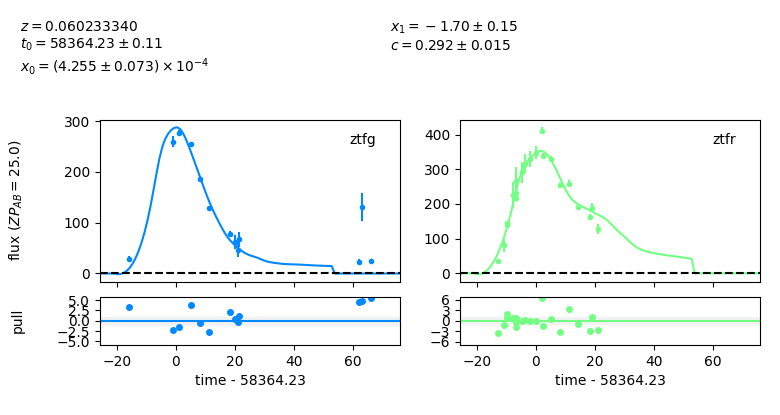 z = 0.060233340
t₀ = 58364.23 ± 0.11
x₀ = (4.255 ± 0.073) × 10⁻⁴
x₁ = −1.70 ± 0.15
c = 0.292 ± 0.015
flux (ZP_AB = 25.0)
300
200
100
0
ztfg
400
300
200
100
0
ztfr
pull
5.0
2.5
0.0
−2.5
−5.0
−20 0 20 40 60
time - 58364.23
6
3
0
−3
−6
−20 0 20 40 60
time - 58364.23